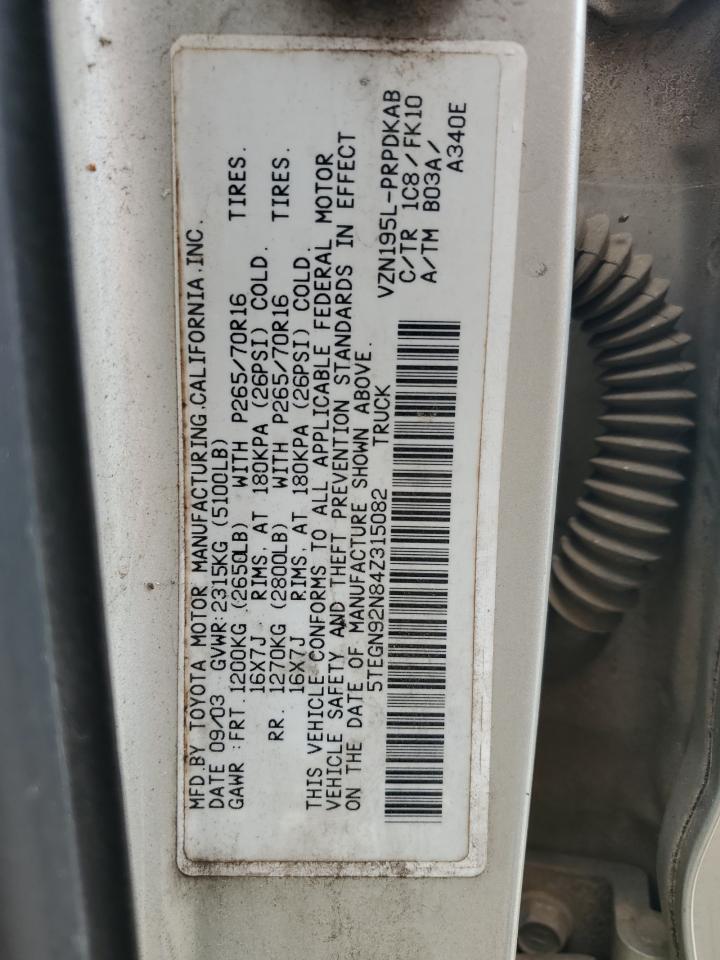 MFD.BY TOYOTA MOTOR MANUFACTURING.CALIFORNIA.INC.
DATE 09/03 GVWR:2315KG (5100LB)
GAWR :FRT.1200KG (2650LB) WITH P265/70R16 TIRES.
16X7J RIMS, AT 180KPA (26PSI) COLD.
RR. 1270KG (2800LB) WITH P265/70R16 TIRES.
16X7J RIMS, AT 180KPA (26PSI) COLD.
THIS VEHICLE CONFORMS TO ALL APPLICABLE FEDERAL MOTOR
VEHICLE SAFETY AND THEFT PREVENTION STANDARDS IN EFFECT
ON THE DATE OF MANUFACTURE SHOWN ABOVE.
5TEGN92N84Z315082 TRUCK
VZN195L-PRPDKAB
C/TR 1C8/FK10
A/TM B03A/
A340E